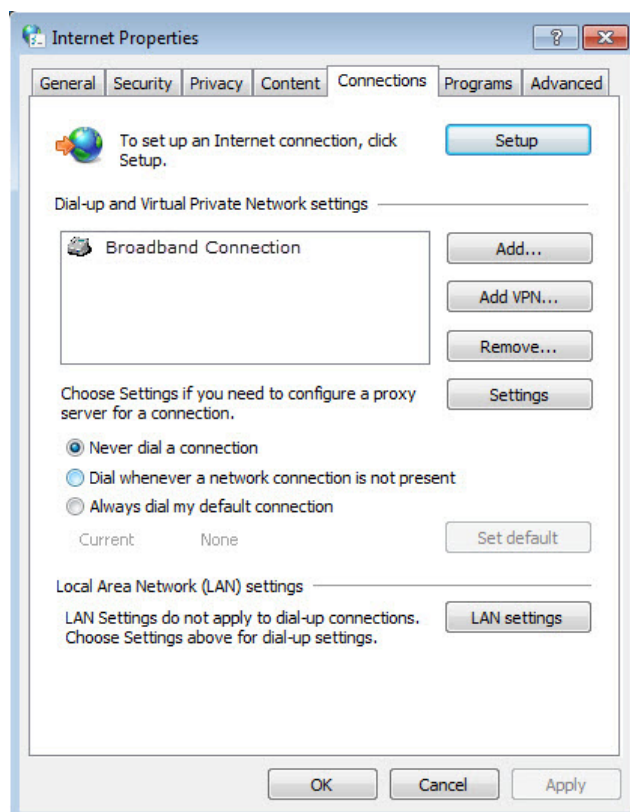 Internet Properties
General Security Privacy Content Connections Programs Advanced
To set up an Internet connection, click
Setup.
Setup
Dial-up and Virtual Private Network settings
Broadband Connection
Add...
Add VPN...
Remove...
Choose Settings if you need to configure a proxy
server for a connection.
Settings
Never dial a connection
Dial whenever a network connection is not present
Always dial my default connection
Current None
Set default
Local Area Network (LAN) settings
LAN Settings do not apply to dial-up connections.
Choose Settings above for dial-up settings.
LAN settings
OK Cancel Apply